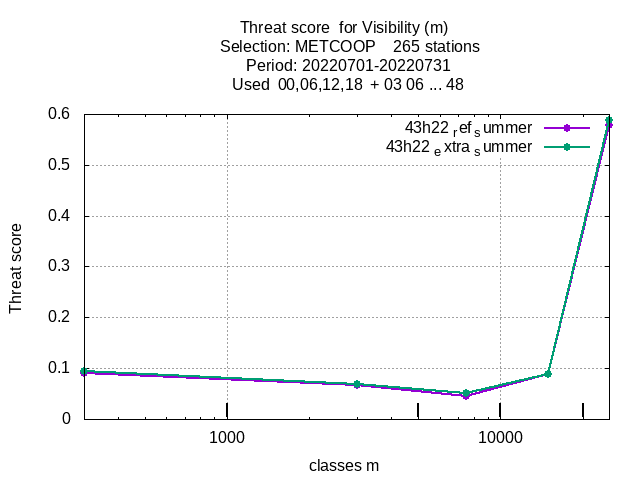 Threat score  for Visibility (m)
Selection: METCOOP    265 stations
Period: 20220701-20220731
Used  00,06,12,18  + 03 06 ... 48
43h22 ref summer
43h22 extra summer
0.6
0.5
0.4
0.3
0.2
0.1
0
Threat score
1000
10000
classes m